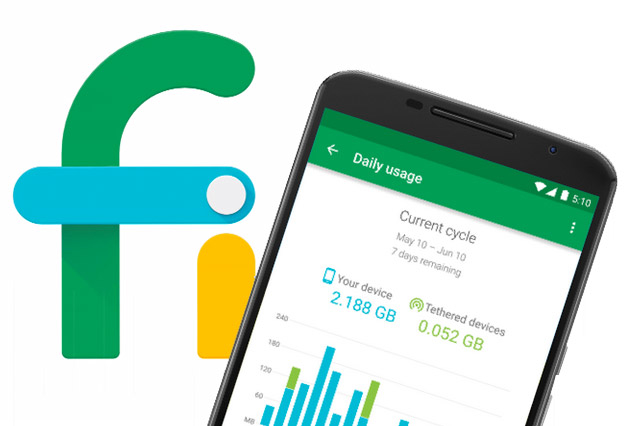 fi
Daily usage
5:10
Current cycle
May 10 – Jun 10
7 days remaining
Your device
2.188 GB
Tethered devices
0.052 GB
240
180
120
60
MB